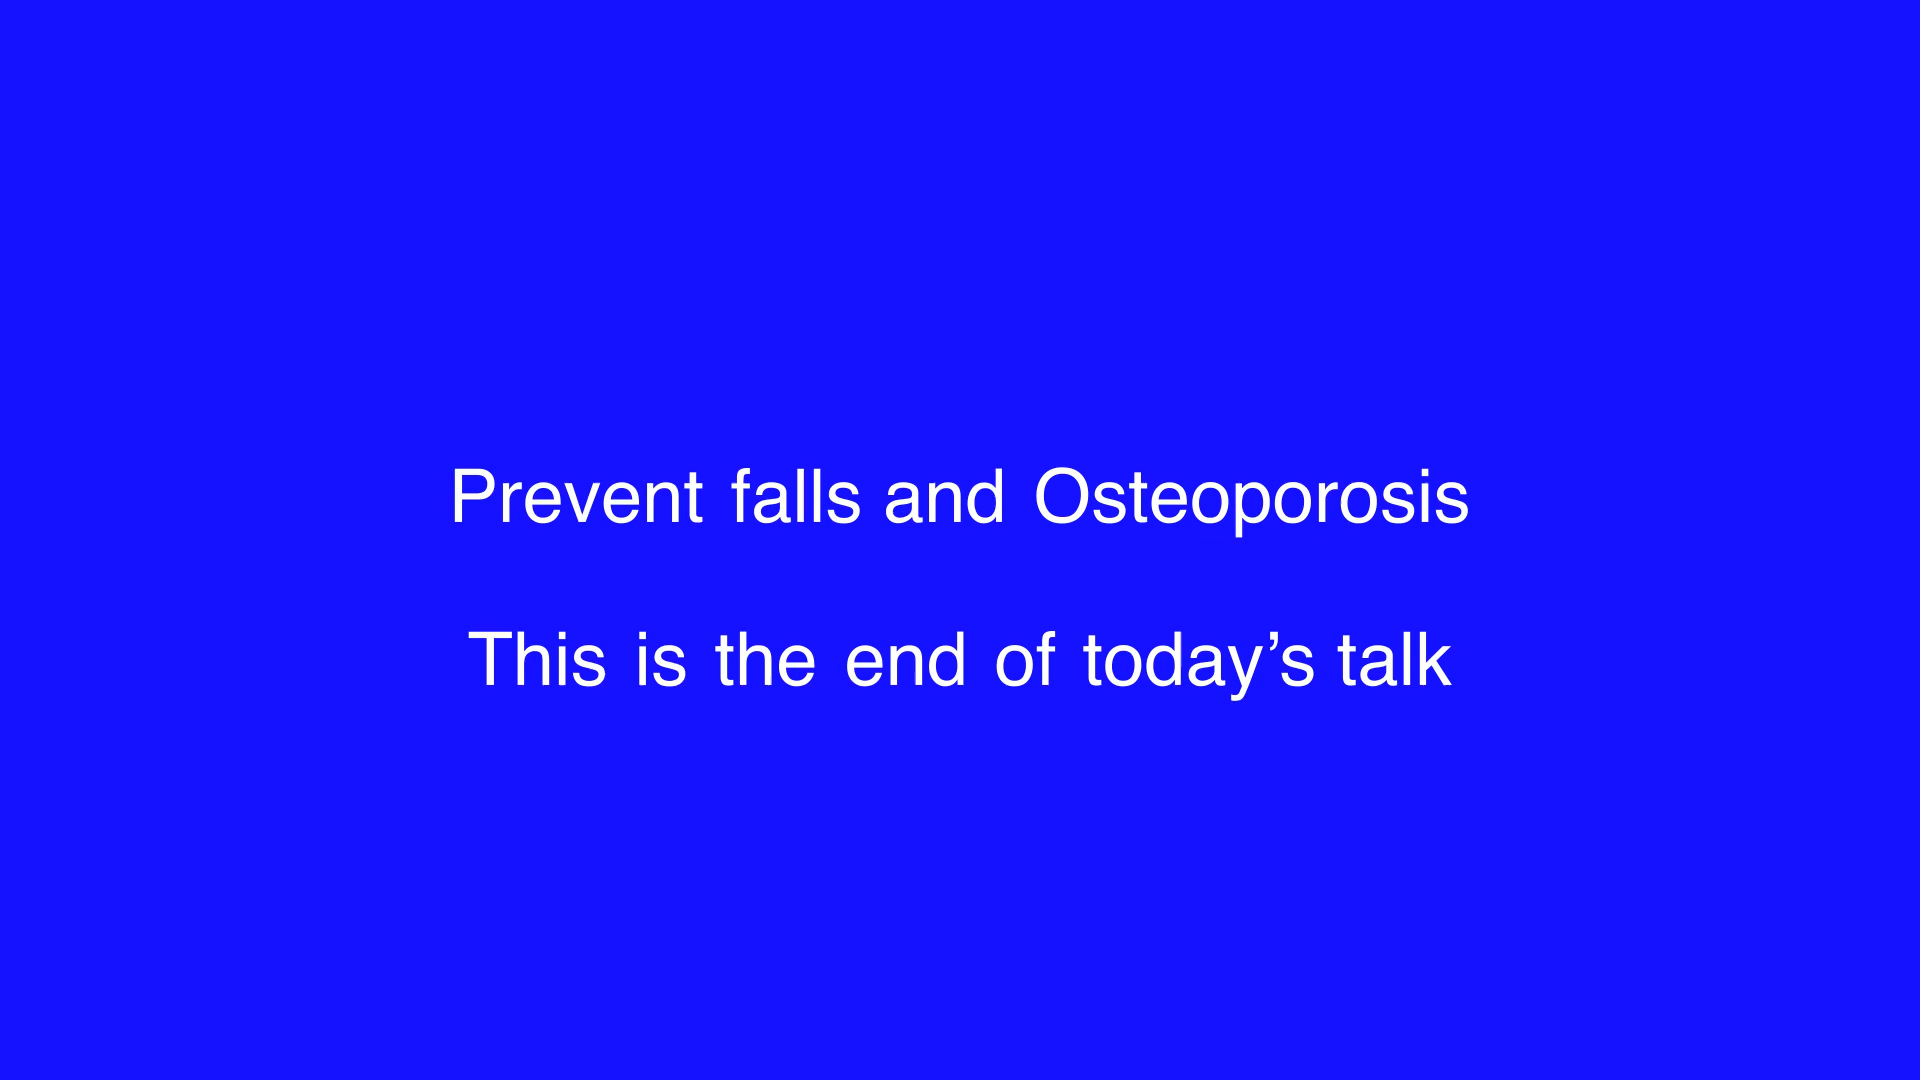 Prevent falls and Osteoporosis
This is the end of today’s talk